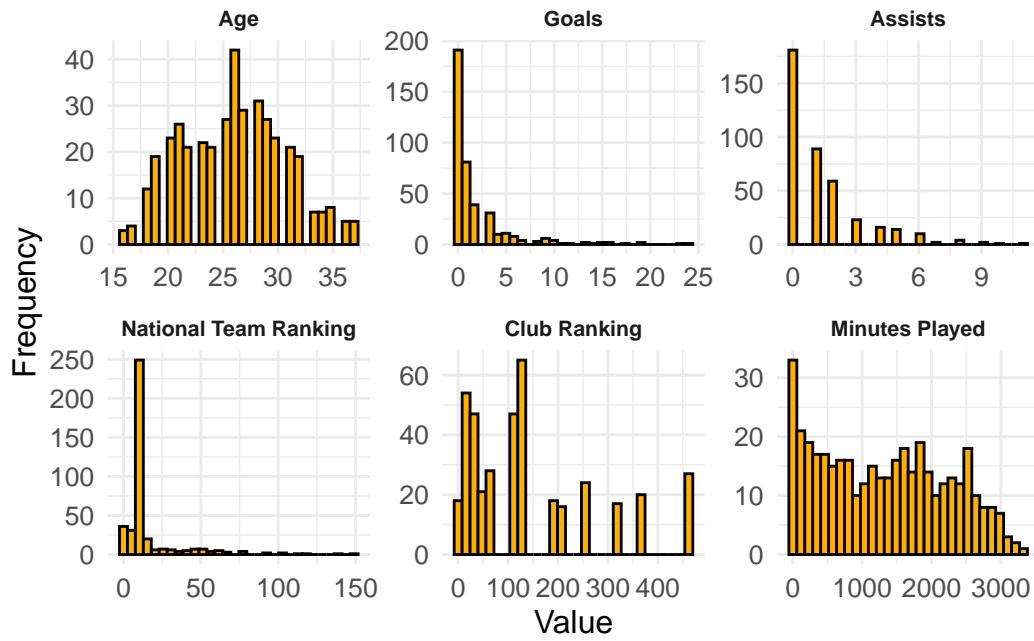 Age
Goals
Assists
40
30
20
10
0
15 20 25 30 35
200
150
100
50
0
0 5 10 15 20 25
150
100
50
0
0 3 6 9
Frequency
National Team Ranking
Club Ranking
Minutes Played
250
200
150
100
50
0
0 50 100 150
60
40
20
0
0 100 200 300 400
30
20
10
0
0 1000 2000 3000
Value